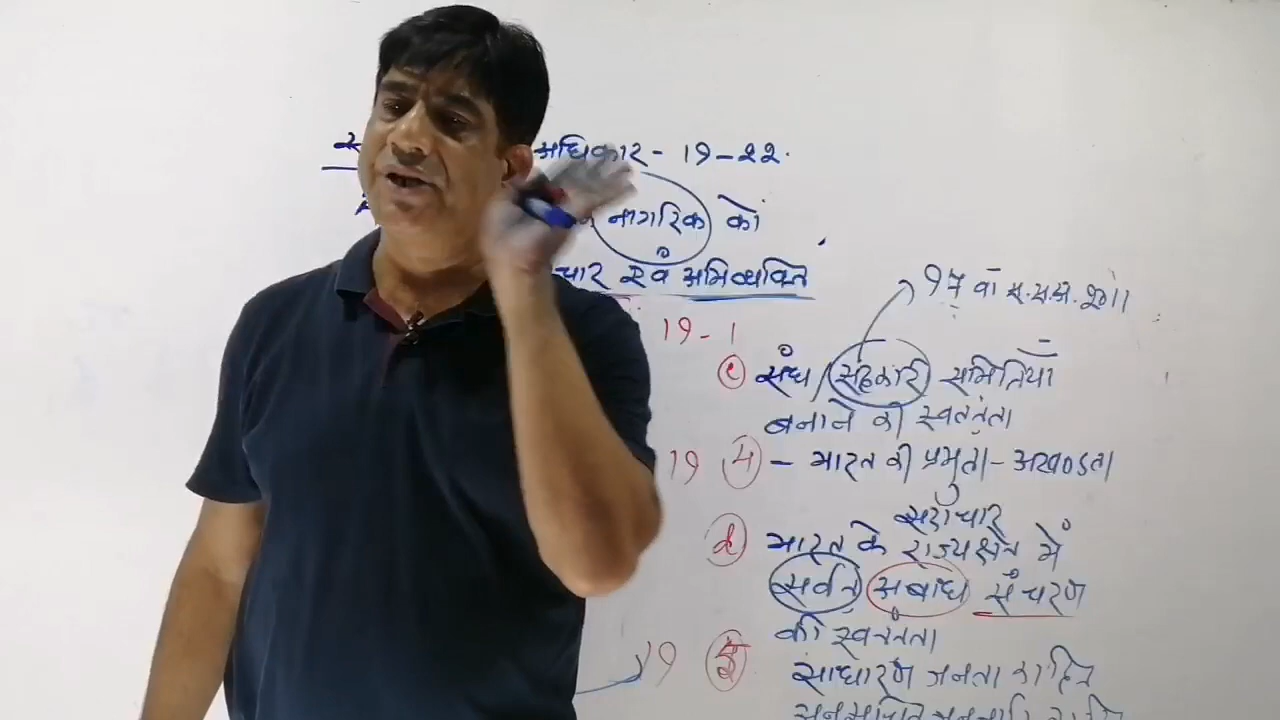 अधिकार - 19 - 22.
नागरिक को
चार एवं अभिव्यक्ति
97 वां स.स.अ. 2011
19 - 1
c संघ / सहकारी समितियाँ
बनाने की स्वतंत्रता
19 4 - भारत की प्रभुता - अखण्डता
सदाचार
d भारत के राज्यक्षेत्र में
सर्वत्र अबाध संचरण
की स्वतंत्रता
19 5 साधारण जनता का हित